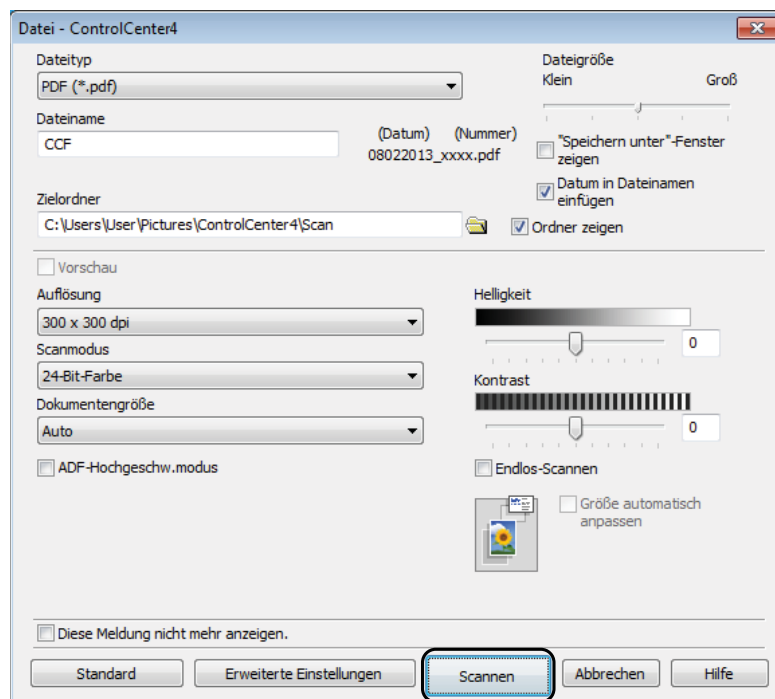 Datei - ControlCenter4
Dateityp
PDF (*.pdf)
Dateigröße
Klein Groß
Dateiname
CCF
(Datum) (Nummer)
08022013_xxxx.pdf
"Speichern unter"-Fenster
zeigen
Datum in Dateinamen
einfügen
Zielordner
C:\Users\User\Pictures\ControlCenter4\Scan
Ordner zeigen
Vorschau
Auflösung
300 x 300 dpi
Scanmodus
24-Bit-Farbe
Dokumentengröße
Auto
ADF-Hochgeschw.modus
Helligkeit
0
Kontrast
0
Endlos-Scannen
Größe automatisch
anpassen
Diese Meldung nicht mehr anzeigen.
Standard Erweiterte Einstellungen Scannen Abbrechen Hilfe